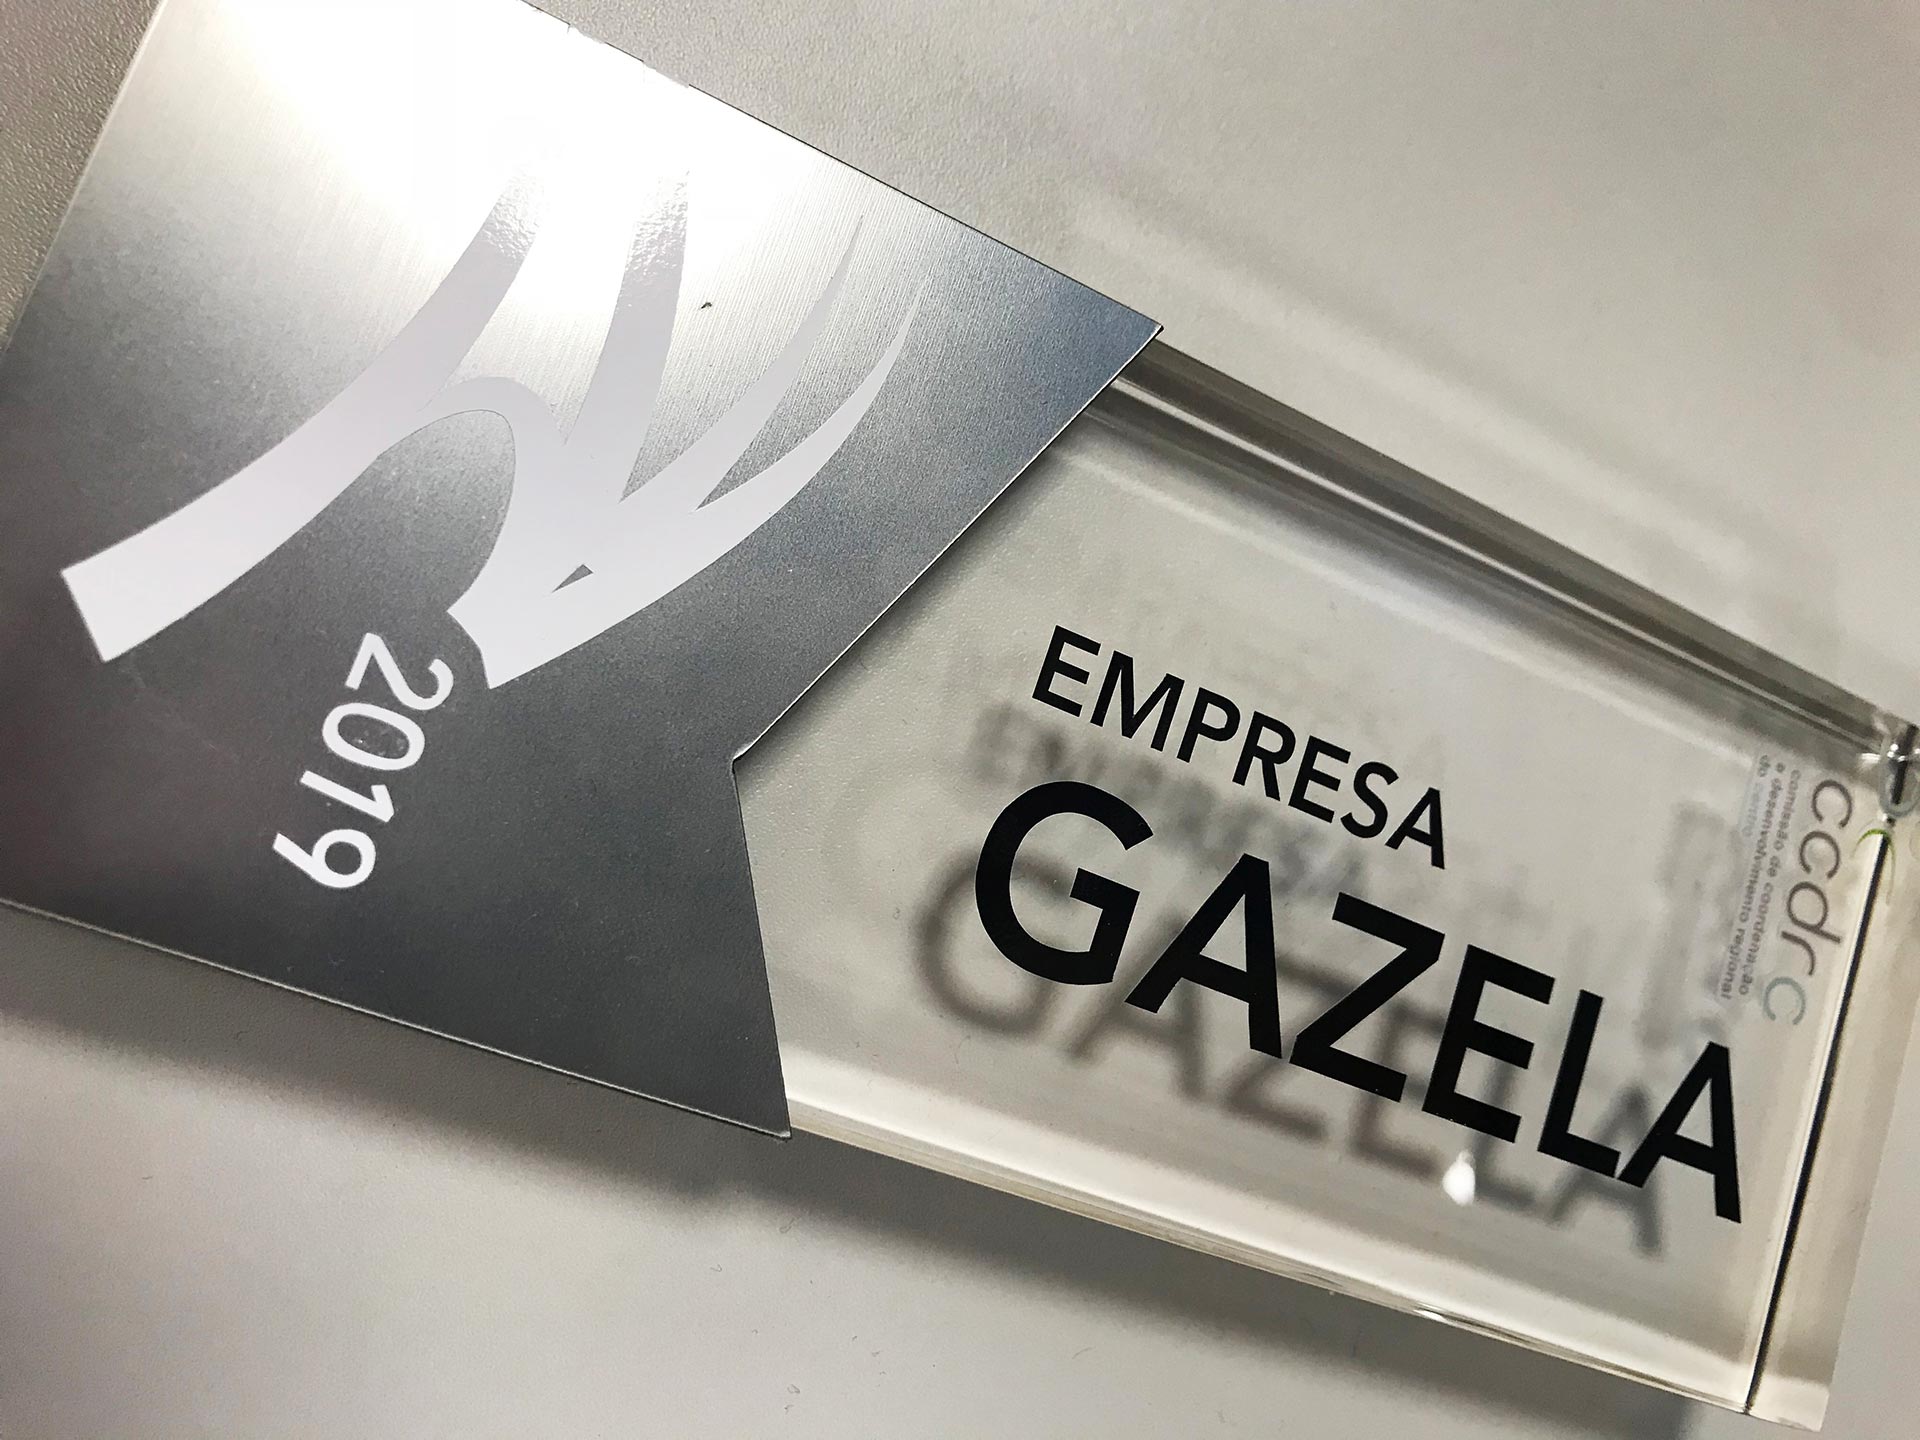 2019
EMPRESA
GAZELA
ccdrc
comissão de coordenação
e desenvolvimento regional
do centro